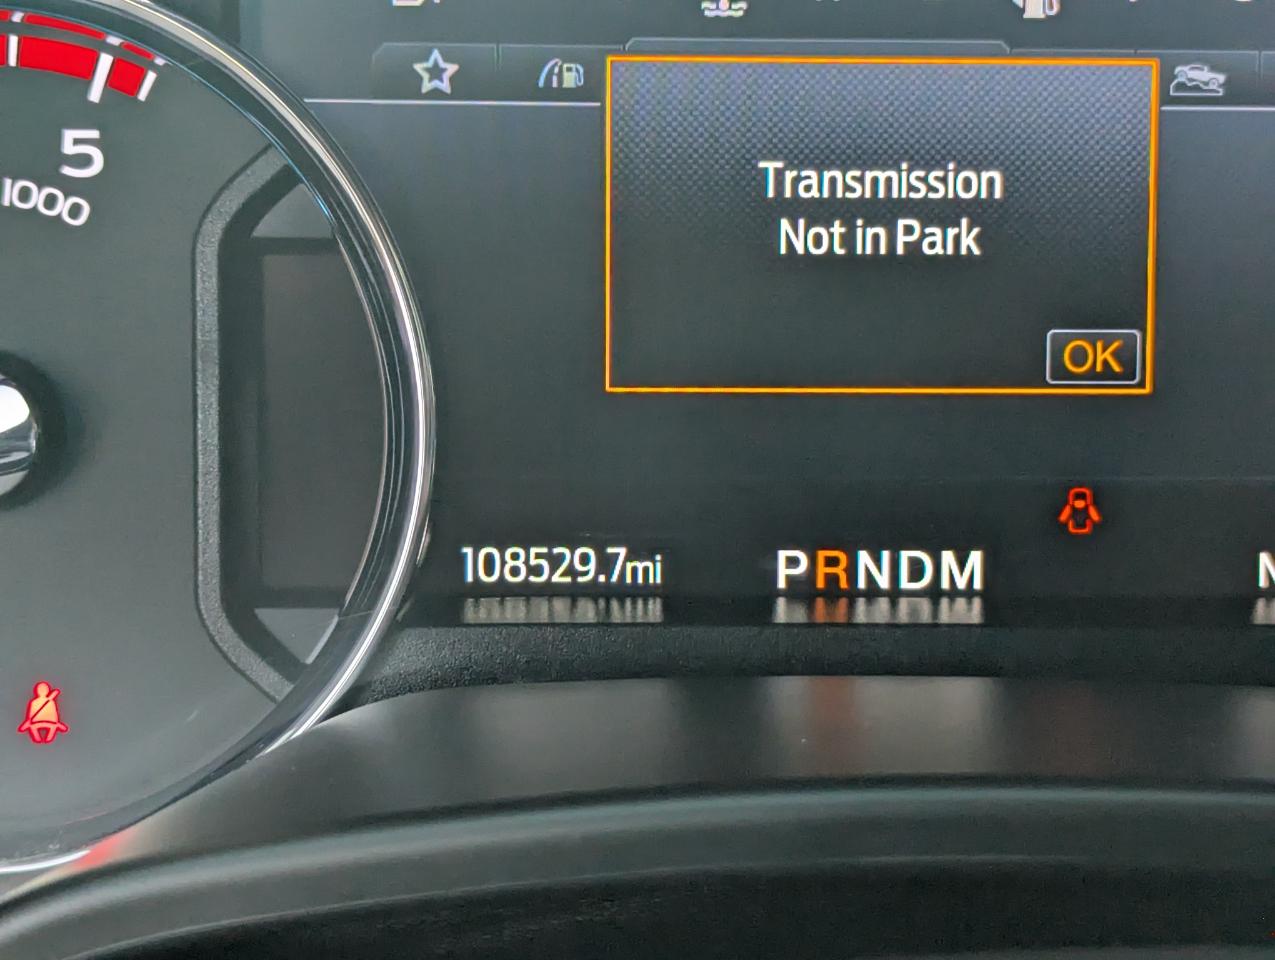 5
1000
Transmission
Not in Park
OK
108529.7mi
PRNDM